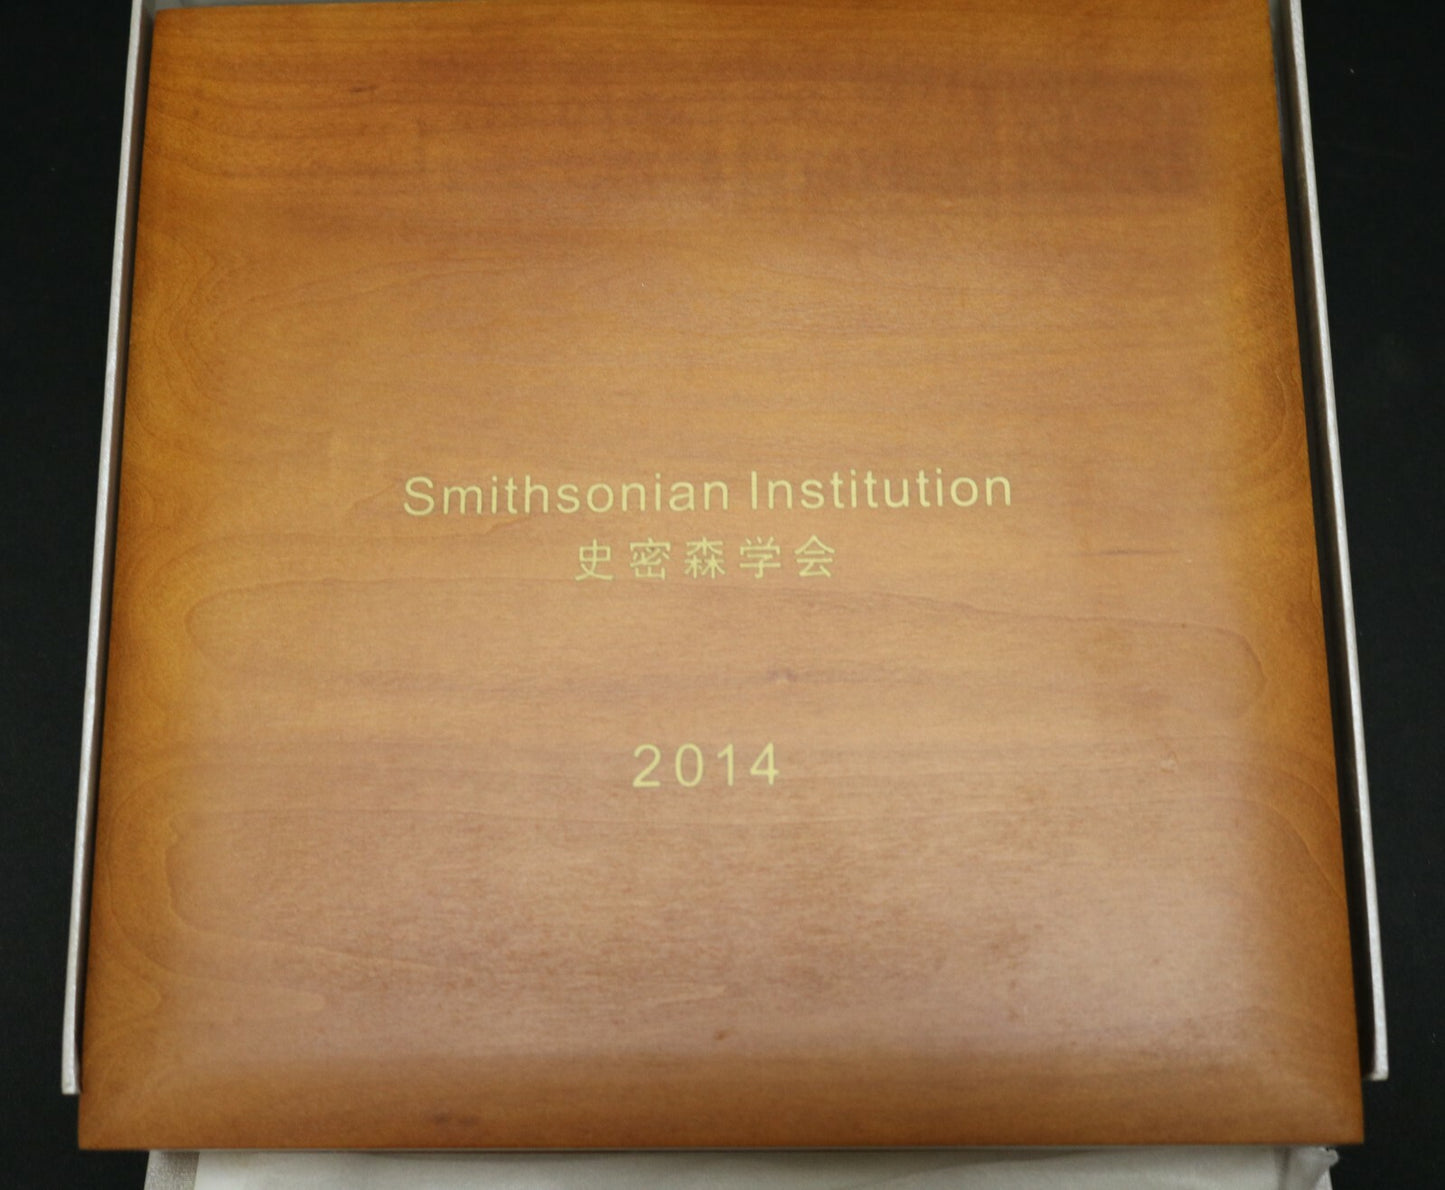 Smithsonian Institution
史密森学会
2014